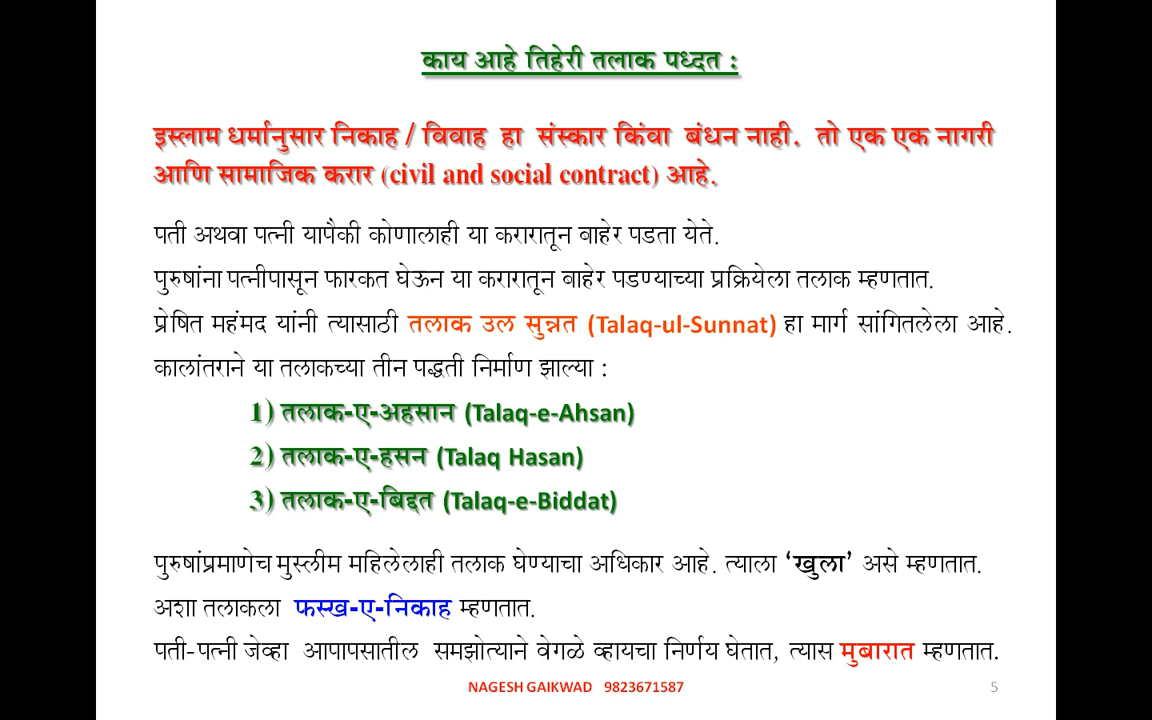 काय आहे तिहेरी तलाक पध्दत :
इस्लाम धर्मानुसार निकाह / विवाह हा संस्कार किंवा बंधन नाही. तो एक एक नागरी
आणि सामाजिक करार (civil and social contract) आहे.
पती अथवा पत्नी यापैकी कोणालाही या करारातून बाहेर पडता येते.
पुरुषांना पत्नीपासून फारकत घेऊन या करारातून बाहेर पडण्याच्या प्रक्रियेला तलाक म्हणतात.
प्रेषित महंमद यांनी त्यासाठी तलाक उल सुन्नत (Talaq-ul-Sunnat) हा मार्ग सांगितलेला आहे.
कालांतराने या तलाकच्या तीन पद्धती निर्माण झाल्या :
1) तलाक-ए-अहसान (Talaq-e-Ahsan)
2) तलाक-ए-हसन (Talaq Hasan)
3) तलाक-ए-बिद्दत (Talaq-e-Biddat)
पुरुषांप्रमाणेच मुस्लीम महिलेलाही तलाक घेण्याचा अधिकार आहे. त्याला ‘खुला’ असे म्हणतात.
अशा तलाकला फस्ख-ए-निकाह म्हणतात.
पती-पत्नी जेव्हा आपापसातील समझोत्याने वेगळे व्हायचा निर्णय घेतात, त्यास मुबारात म्हणतात.
NAGESH GAIKWAD 9823671587
5